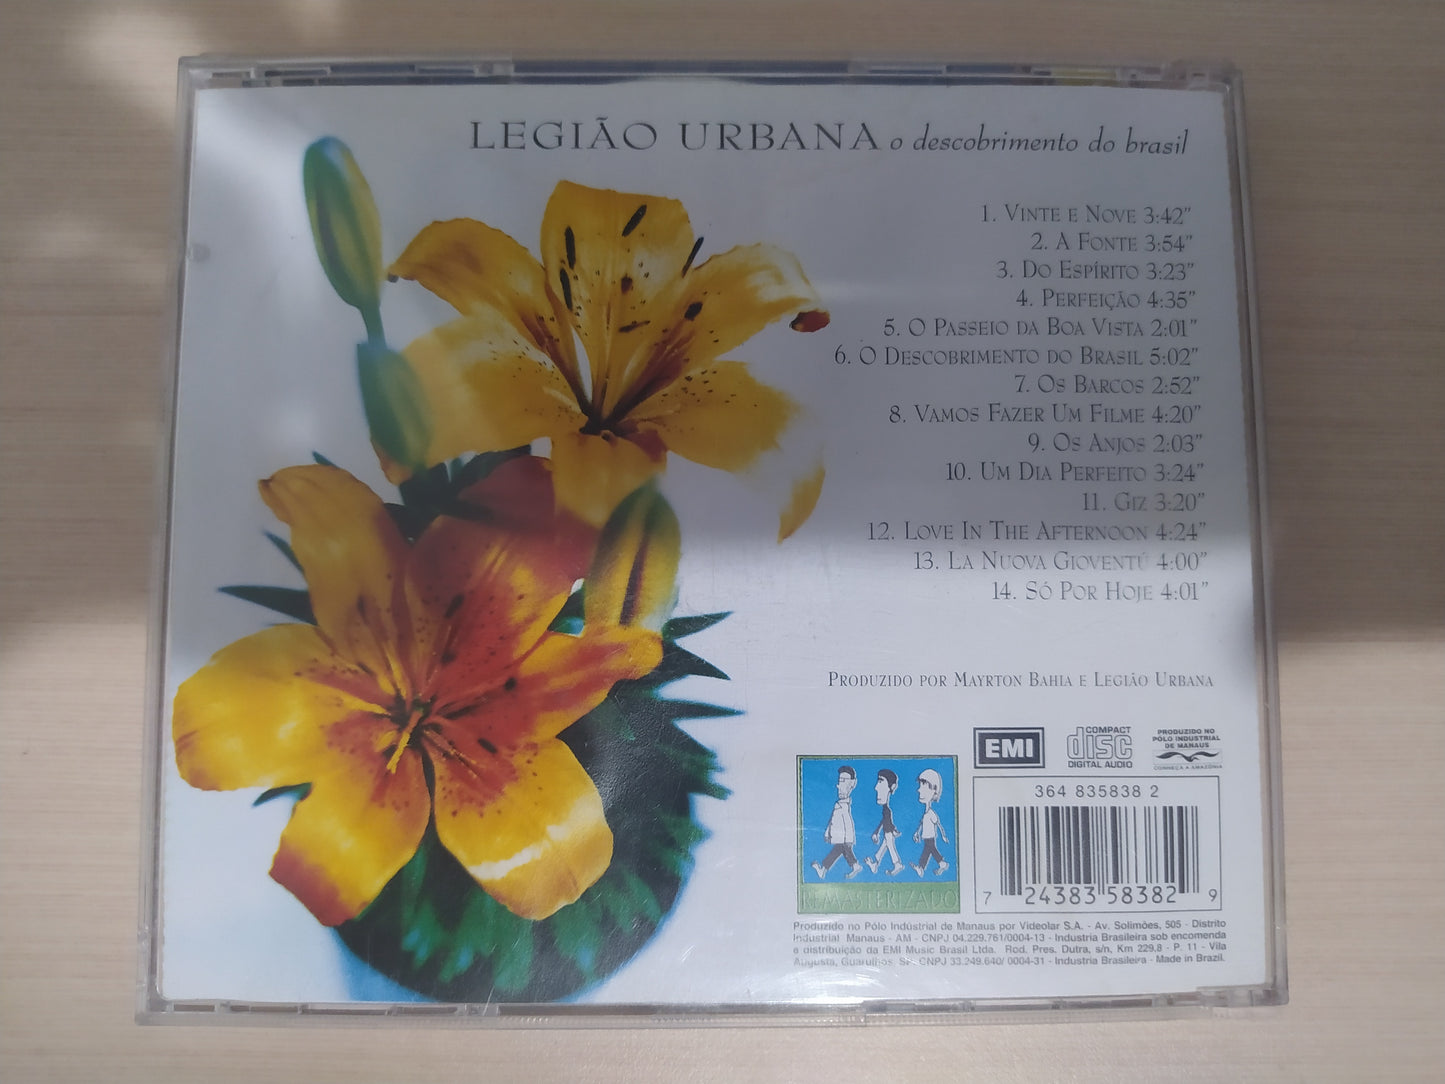 LEGIÃO URBANA o descobrimento do brasil
1. VINTE E NOVE 3:42"
2. A FONTE 3:54"
3. DO ESPÍRITO 3:23"
4. PERFEIÇÃO 4:35"
5. O PASSEIO DA BOA VISTA 2:01"
6. O DESCOBRIMENTO DO BRASIL 5:02"
7. OS BARCOS 2:52"
8. VAMOS FAZER UM FILME 4:20"
9. OS ANJOS 2:03"
10. UM DIA PERFEITO 3:24"
11. GIZ 3:20"
12. LOVE IN THE AFTERNOON 4:24"
13. LA NUOVA GIOVENTÚ 4:00"
14. SÓ POR HOJE 4:01"
PRODUZIDO POR MAYRTON BAHIA E LEGIÃO URBANA
EMI
COMPACT
disc
DIGITAL AUDIO
PRODUZIDO NO
PÓLO INDUSTRIAL
DE MANAUS
CONHEÇA A AMAZÔNIA
364 835838 2
7 24383 58382 9
REMASTERIZADO
Produzido no Pólo Indústrial de Manaus por Videolar S.A. - Av. Solimões, 505 - Distrito
Industrial Manaus - AM - CNPJ 04.229.761/0004-13 - Industria Brasileira sob encomenda
e distribuição da EMI Music Brasil Ltda. Rod. Pres. Dutra, s/n. Km 229,8 - P. 11 - Vila
Augusta, Guarulhos, SP. CNPJ 33.249.640/ 0004-31 - Industria Brasileira - Made in Brazil.